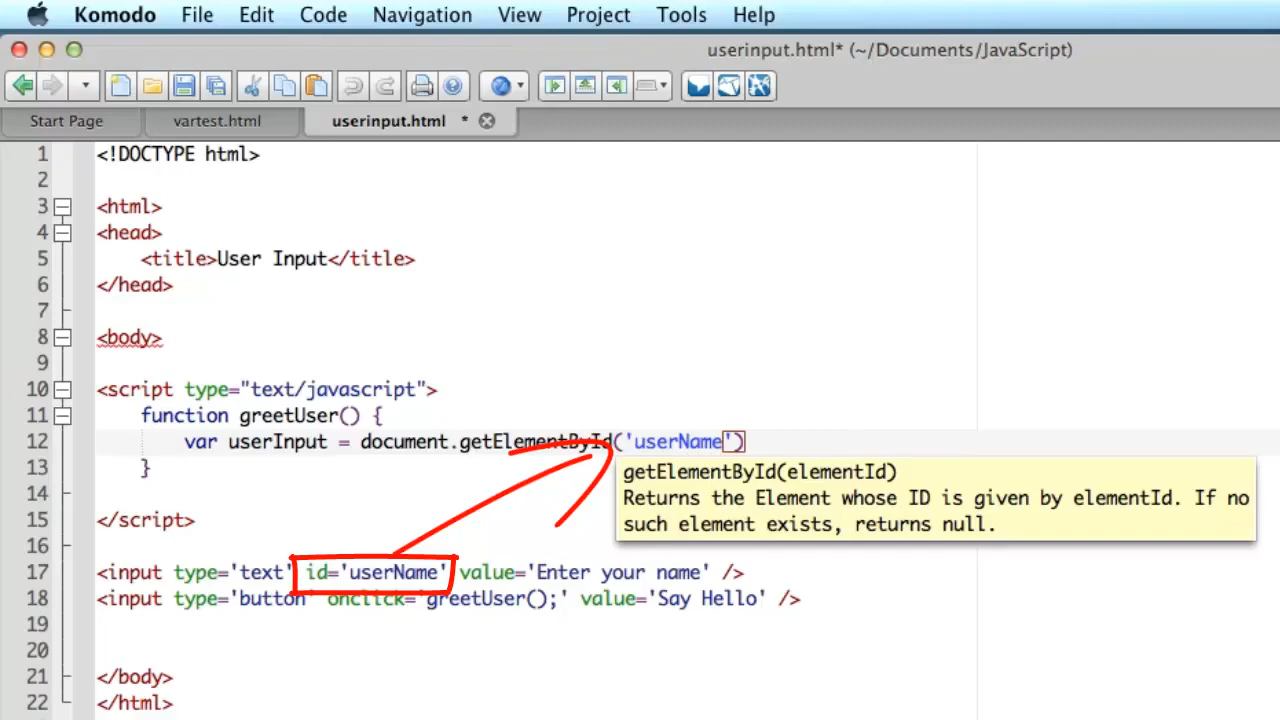 Komodo File Edit Code Navigation View Project Tools Help
userinput.html* (~/Documents/JavaScript)
Start Page vartest.html userinput.html *
1 <!DOCTYPE html>
2
3 <html>
4 <head>
5 <title>User Input</title>
6 </head>
7
8 <body>
9
10 <script type="text/javascript">
11 function greetUser() {
12 var userInput = document.getElementById('userName')
13 }
getElementById(elementId)
Returns the Element whose ID is given by elementId. If no
such element exists, returns null.
14
15 </script>
16
17 <input type='text' id='userName' value='Enter your name' />
18 <input type='button' onclick='greetUser();' value='Say Hello' />
19
20
21 </body>
22 </html>